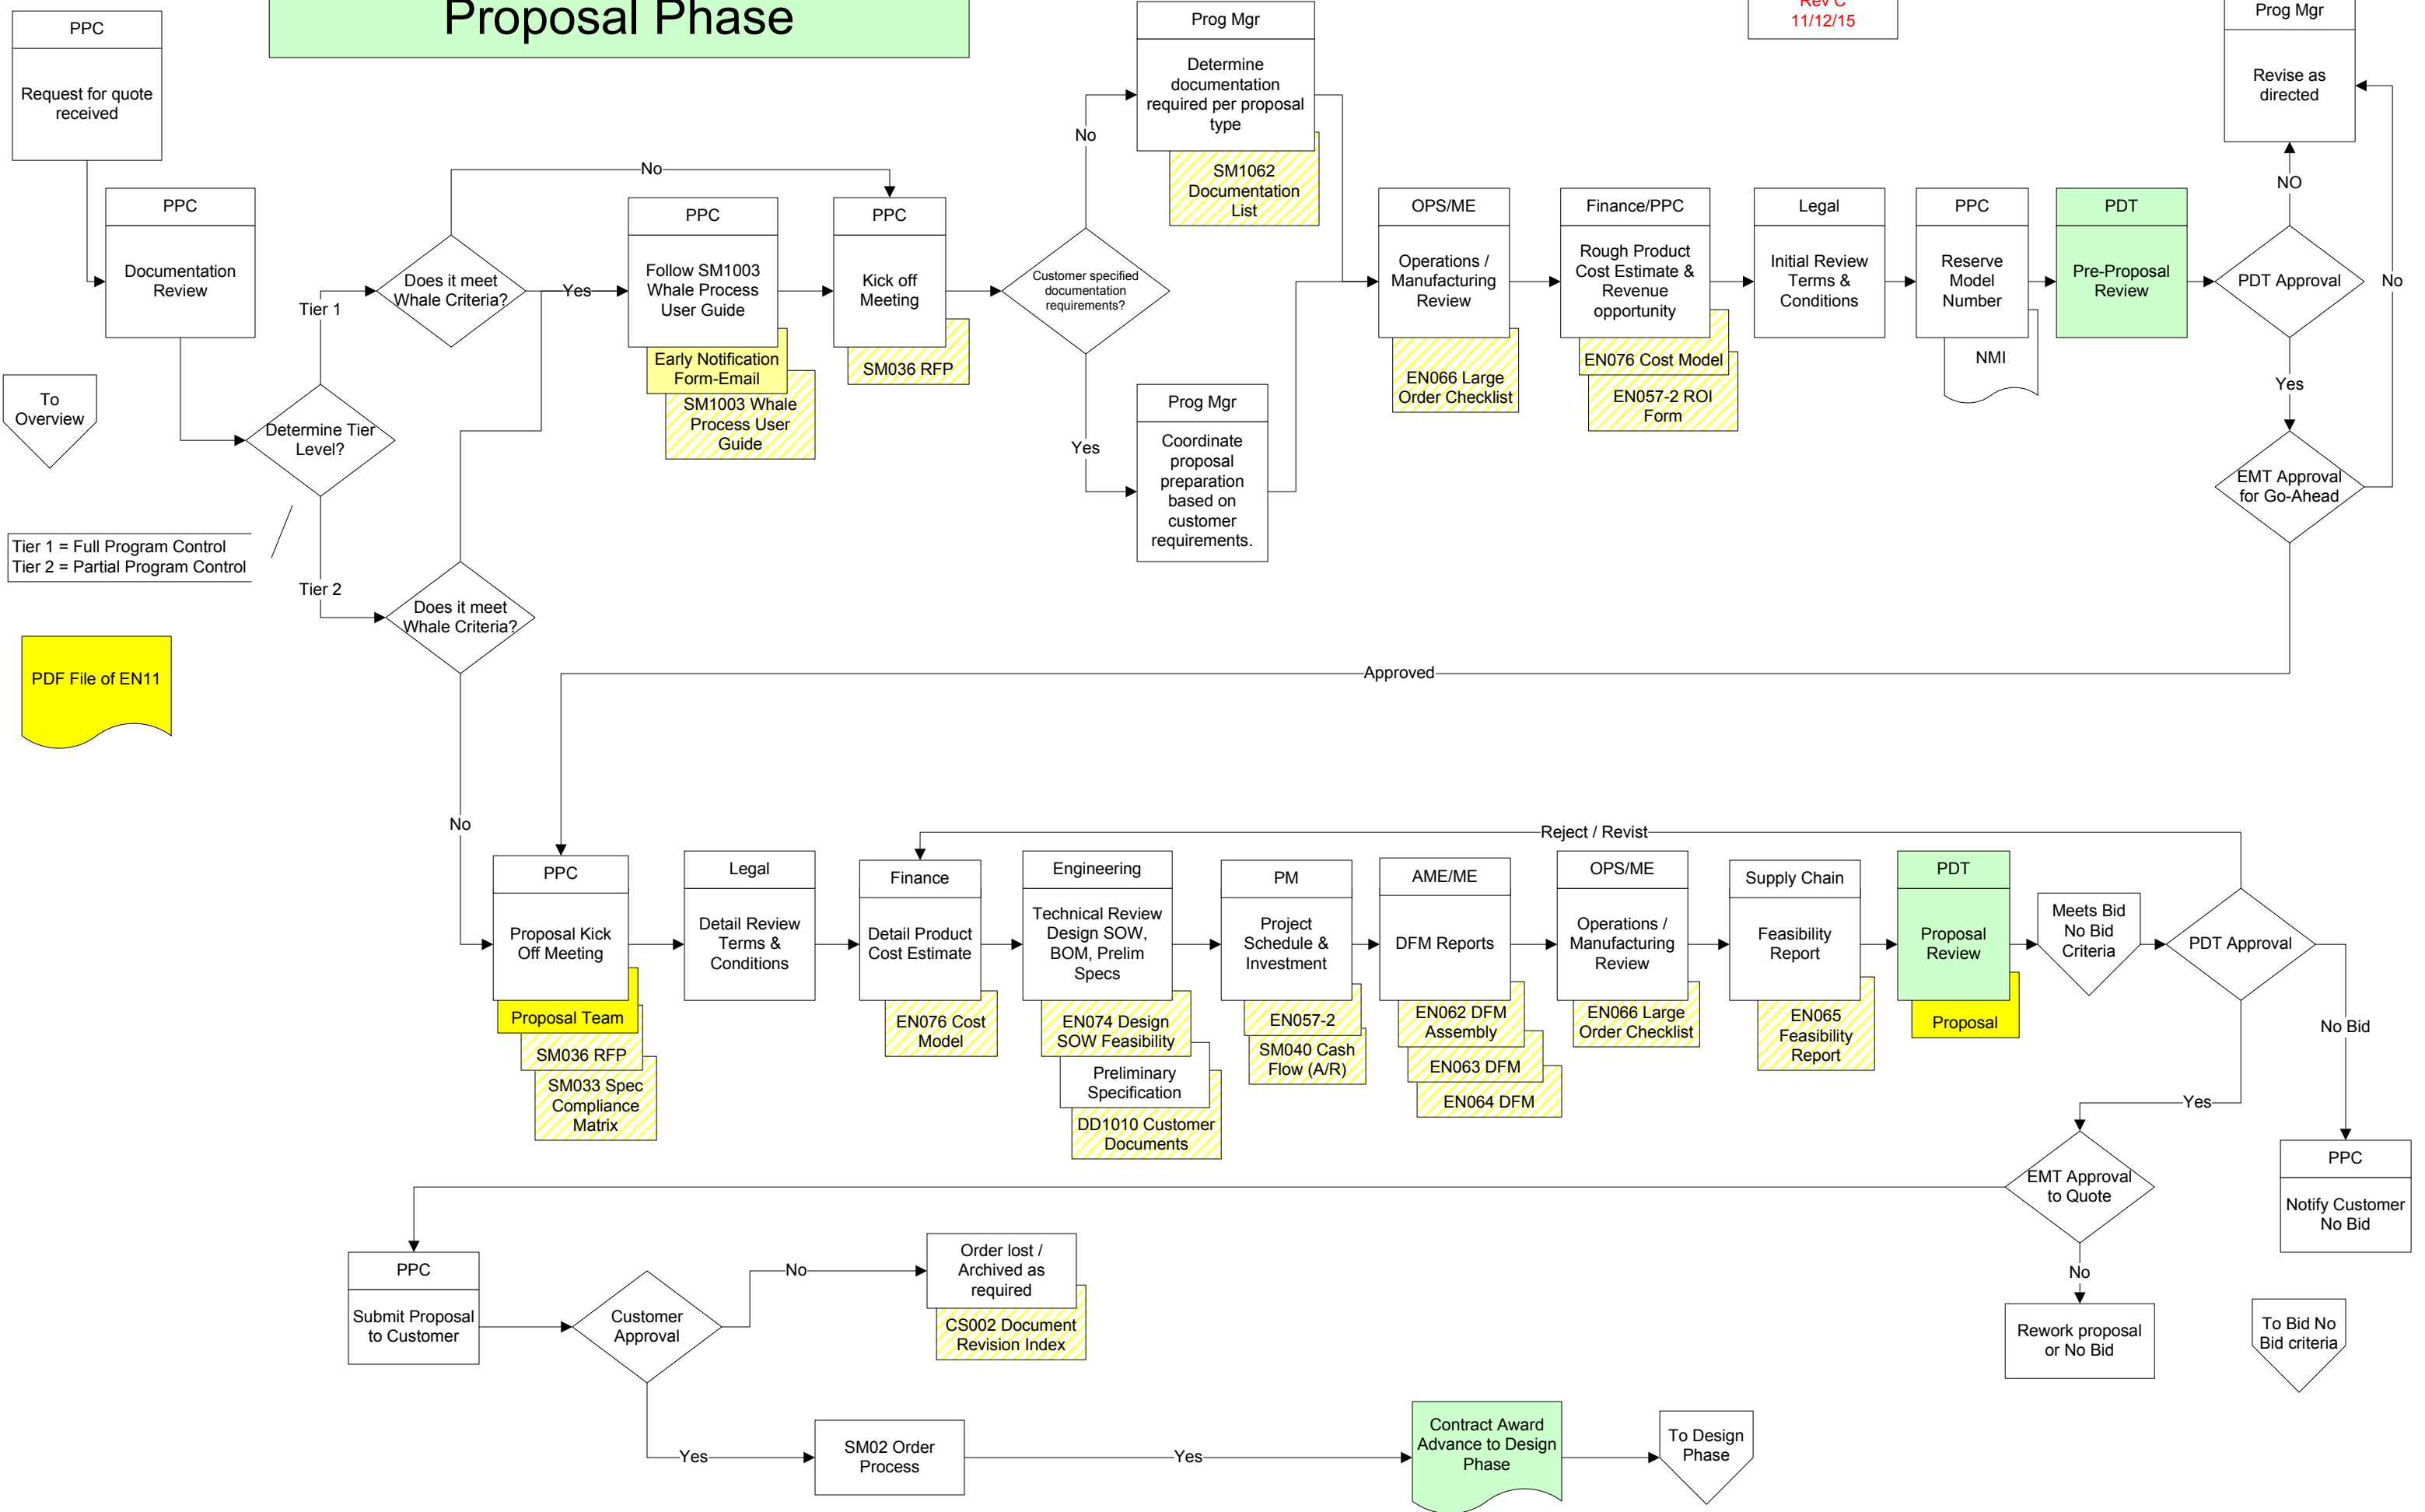 Proposal Phase
Rev C
11/12/15
PPC
Request for quote
received
PPC
Documentation
Review
To
Overview
Determine Tier
Level?
Tier 1
Tier 2
Tier 1 = Full Program Control
Tier 2 = Partial Program Control
PDF File of EN11
Does it meet
Whale Criteria?
No
Yes
Does it meet
Whale Criteria?
No
PPC
Follow SM1003
Whale Process
User Guide
Early Notification
Form-Email
SM1003 Whale
Process User
Guide
PPC
Kick off
Meeting
SM036 RFP
Customer specified
documentation
requirements?
No
Yes
Prog Mgr
Determine
documentation
required per proposal
type
SM1062
Documentation
List
Prog Mgr
Coordinate
proposal
preparation
based on
customer
requirements.
OPS/ME
Operations /
Manufacturing
Review
EN066 Large
Order Checklist
Finance/PPC
Rough Product
Cost Estimate &
Revenue
opportunity
EN076 Cost Model
EN057-2 ROI
Form
Legal
Initial Review
Terms &
Conditions
PPC
Reserve
Model
Number
NMI
PDT
Pre-Proposal
Review
PDT Approval
NO
Yes
Prog Mgr
Revise as
directed
No
EMT Approval
for Go-Ahead
Approved
PPC
Proposal Kick
Off Meeting
Proposal Team
SM036 RFP
SM033 Spec
Compliance
Matrix
Legal
Detail Review
Terms &
Conditions
Finance
Detail Product
Cost Estimate
EN076 Cost
Model
Engineering
Technical Review
Design SOW,
BOM, Prelim
Specs
EN074 Design
SOW Feasibility
Preliminary
Specification
DD1010 Customer
Documents
PM
Project
Schedule &
Investment
EN057-2
SM040 Cash
Flow (A/R)
AME/ME
DFM Reports
EN062 DFM
Assembly
EN063 DFM
EN064 DFM
OPS/ME
Operations /
Manufacturing
Review
EN066 Large
Order Checklist
Supply Chain
Feasibility
Report
EN065
Feasibility
Report
PDT
Proposal
Review
Proposal
Meets Bid
No Bid
Criteria
PDT Approval
Reject / Revist
No Bid
Yes
PPC
Notify Customer
No Bid
To Bid No
Bid criteria
EMT Approval
to Quote
No
Rework proposal
or No Bid
PPC
Submit Proposal
to Customer
Customer
Approval
No
Order lost /
Archived as
required
CS002 Document
Revision Index
Yes
SM02 Order
Process
Yes
Contract Award
Advance to Design
Phase
To Design
Phase